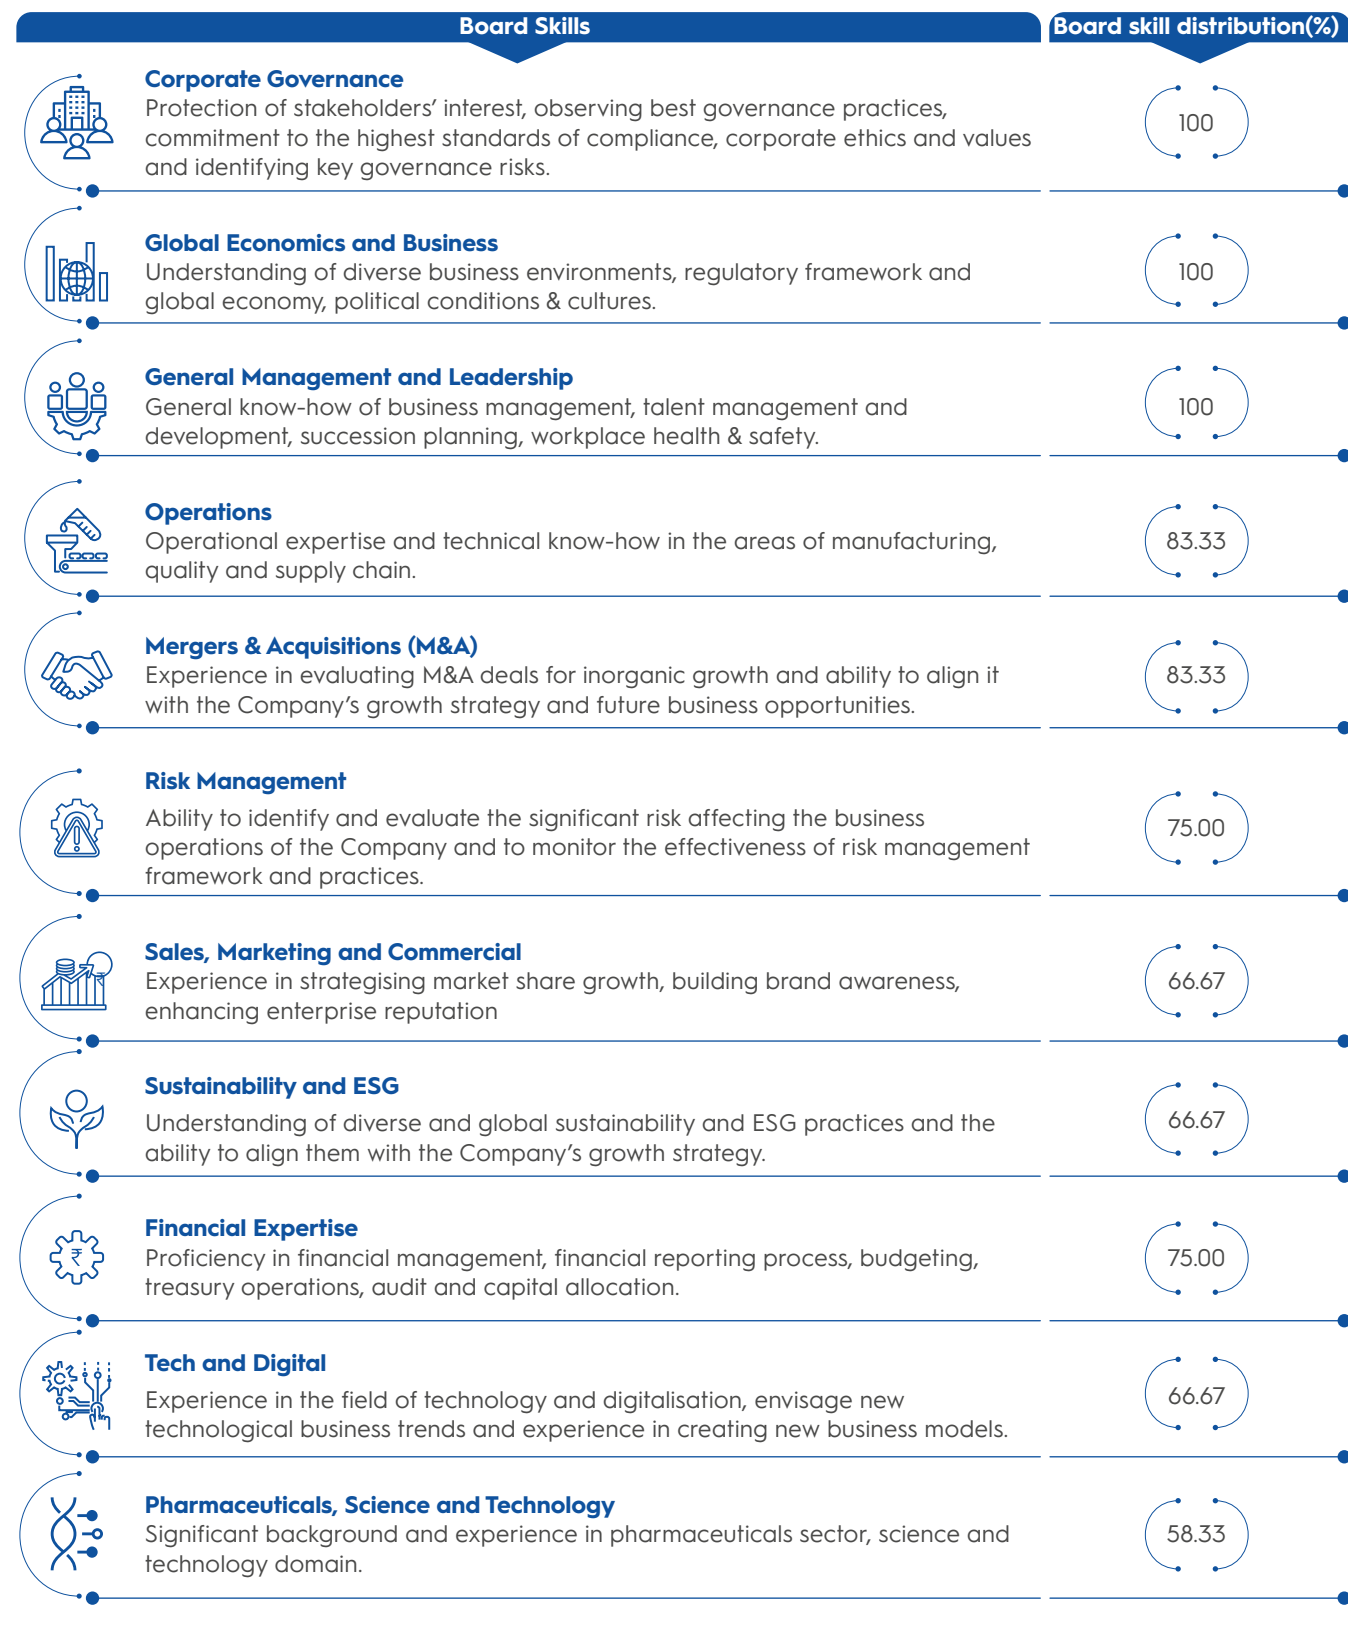 Board Skills
Board skill distribution(%)
Corporate Governance
Protection of stakeholders’ interest, observing best governance practices,
commitment to the highest standards of compliance, corporate ethics and values
and identifying key governance risks.
100
Global Economics and Business
Understanding of diverse business environments, regulatory framework and
global economy, political conditions & cultures.
100
General Management and Leadership
General know-how of business management, talent management and
development, succession planning, workplace health & safety.
100
Operations
Operational expertise and technical know-how in the areas of manufacturing,
quality and supply chain.
83.33
Mergers & Acquisitions (M&A)
Experience in evaluating M&A deals for inorganic growth and ability to align it
with the Company’s growth strategy and future business opportunities.
83.33
Risk Management
Ability to identify and evaluate the significant risk affecting the business
operations of the Company and to monitor the effectiveness of risk management
framework and practices.
75.00
₹
Sales, Marketing and Commercial
Experience in strategising market share growth, building brand awareness,
enhancing enterprise reputation
66.67
Sustainability and ESG
Understanding of diverse and global sustainability and ESG practices and the
ability to align them with the Company’s growth strategy.
66.67
₹
Financial Expertise
Proficiency in financial management, financial reporting process, budgeting,
treasury operations, audit and capital allocation.
75.00
Tech and Digital
Experience in the field of technology and digitalisation, envisage new
technological business trends and experience in creating new business models.
66.67
Pharmaceuticals, Science and Technology
Significant background and experience in pharmaceuticals sector, science and
technology domain.
58.33